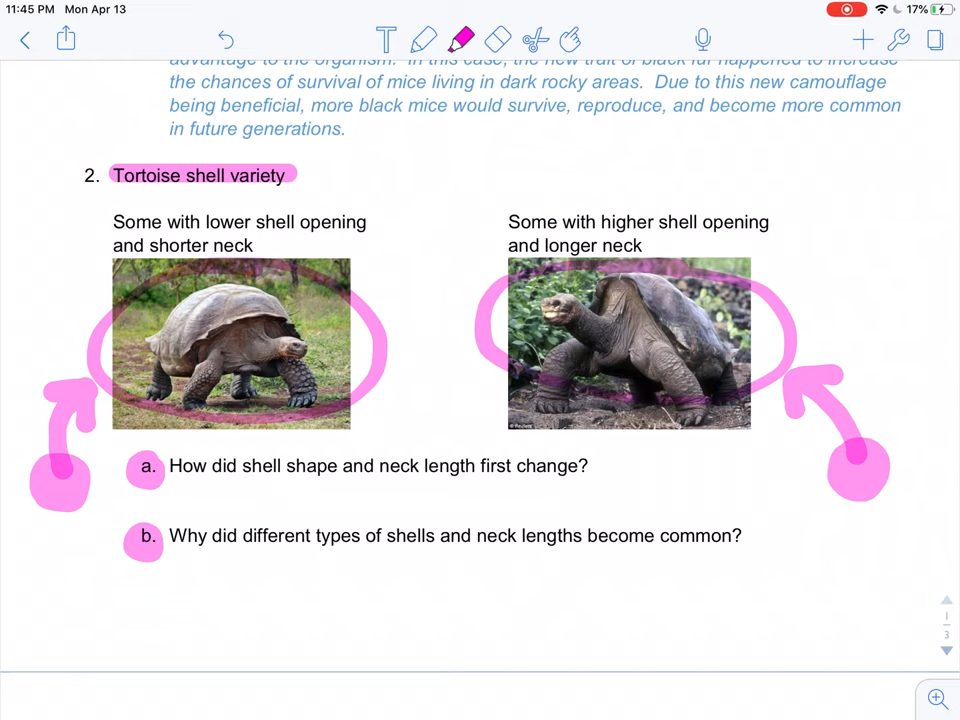 11:45 PM Mon Apr 13
17%
T
advantage to the organism. In this case, the new trait of black fur happened to increase
the chances of survival of mice living in dark rocky areas. Due to this new camouflage
being beneficial, more black mice would survive, reproduce, and become more common
in future generations.
2. Tortoise shell variety
Some with lower shell opening
and shorter neck
Some with higher shell opening
and longer neck
© Reuters
a. How did shell shape and neck length first change?
b. Why did different types of shells and neck lengths become common?
1
3